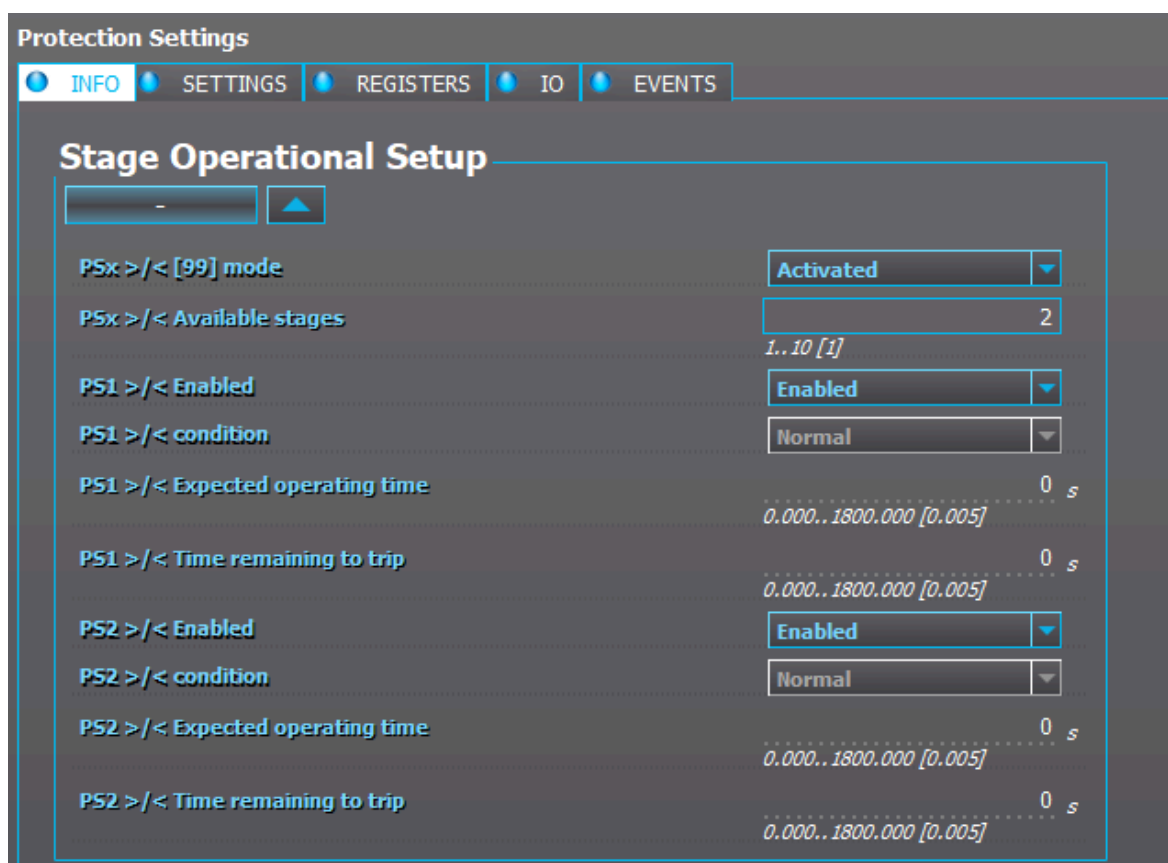 Protection Settings
INFO SETTINGS REGISTERS IO EVENTS
Stage Operational Setup
-
PSx >/< [99] mode Activated
PSx >/< Available stages 2
1..10 [1]
PS1 >/< Enabled Enabled
PS1 >/< condition Normal
PS1 >/< Expected operating time 0 s
0.000..1800.000 [0.005]
PS1 >/< Time remaining to trip 0 s
0.000..1800.000 [0.005]
PS2 >/< Enabled Enabled
PS2 >/< condition Normal
PS2 >/< Expected operating time 0 s
0.000..1800.000 [0.005]
PS2 >/< Time remaining to trip 0 s
0.000..1800.000 [0.005]